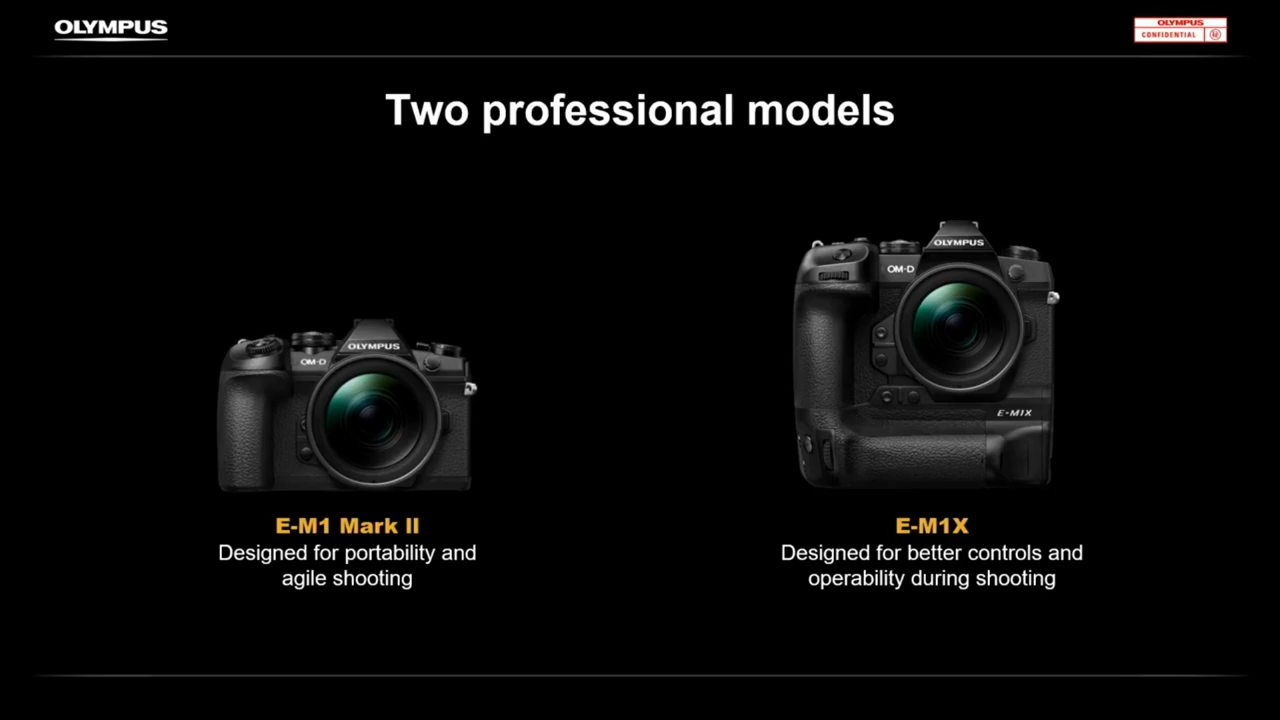 OLYMPUS
OLYMPUS
CONFIDENTIAL
Two professional models
OLYMPUS
OM-D
OLYMPUS
OM-D
E-M1X
E-M1 Mark II
Designed for portability and
agile shooting
E-M1X
Designed for better controls and
operability during shooting